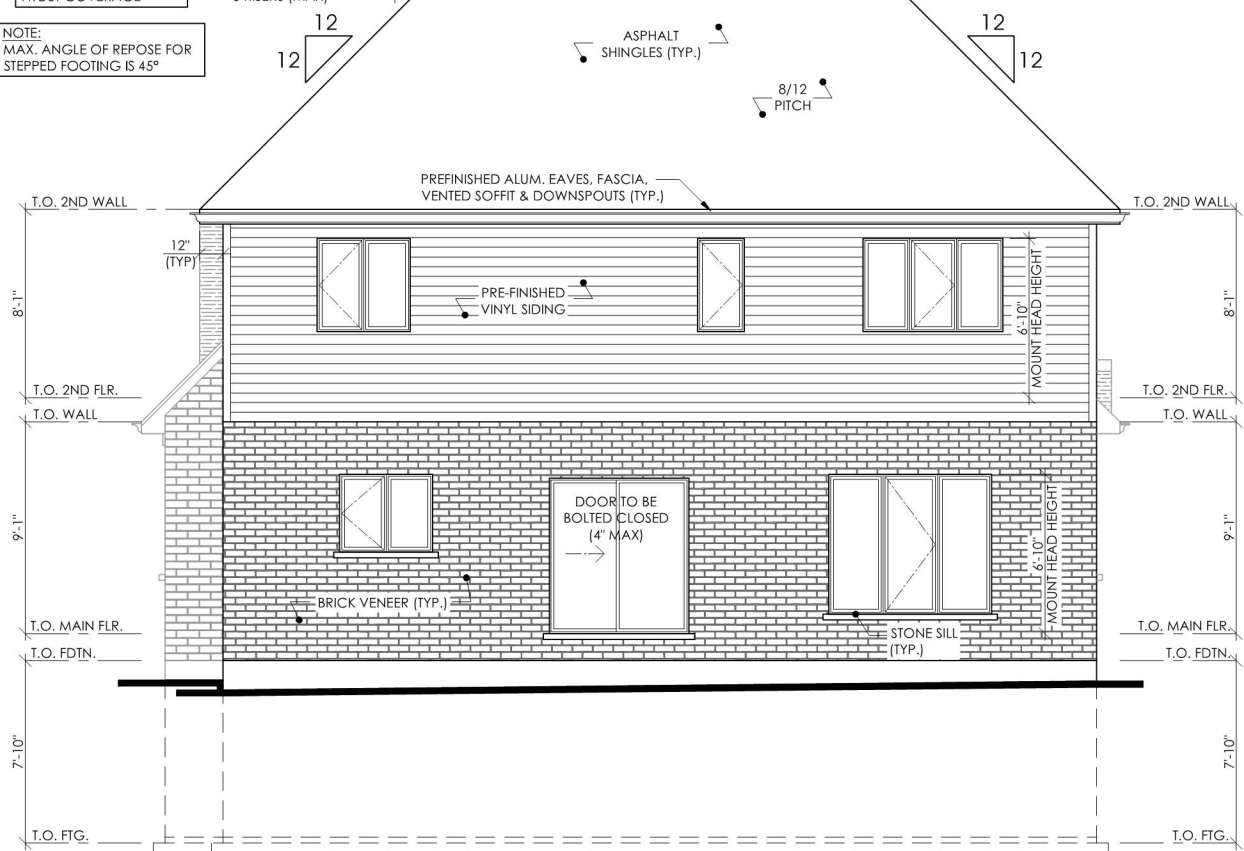 NOTE:
MAX. ANGLE OF REPOSE FOR
STEPPED FOOTING IS 45°
12
12
12
12
ASPHALT
SHINGLES (TYP.)
8/12
PITCH
PREFINISHED ALUM. EAVES, FASCIA,
VENTED SOFFIT & DOWNSPOUTS (TYP.)
T.O. 2ND WALL
T.O. 2ND WALL
12"
(TYP)
8'-1"
PRE-FINISHED
VINYL SIDING
6'-10"
MOUNT HEAD HEIGHT
8'-1"
T.O. 2ND FLR.
T.O. 2ND FLR.
T.O. WALL
T.O. WALL
9'-1"
DOOR TO BE
BOLTED CLOSED
(4" MAX)
6'-10"
MOUNT HEAD HEIGHT
9'-1"
BRICK VENEER (TYP.)
STONE SILL
(TYP.)
T.O. MAIN FLR.
T.O. MAIN FLR.
T.O. FDTN.
T.O. FDTN.
7'-10"
7'-10"
T.O. FTG.
T.O. FTG.